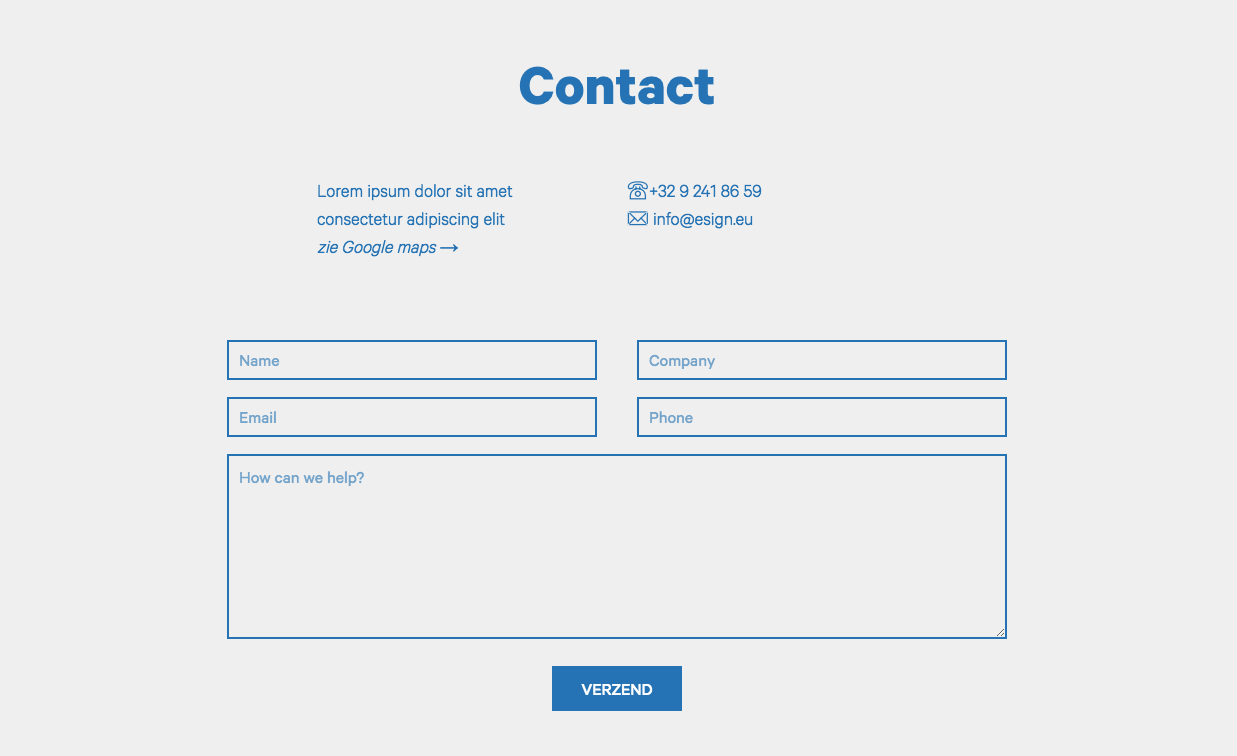 Contact
Lorem ipsum dolor sit amet
consectetur adipiscing elit
zie Google maps →
+32 9 241 86 59
info@esign.eu
Name
Company
Email
Phone
How can we help?
VERZEND